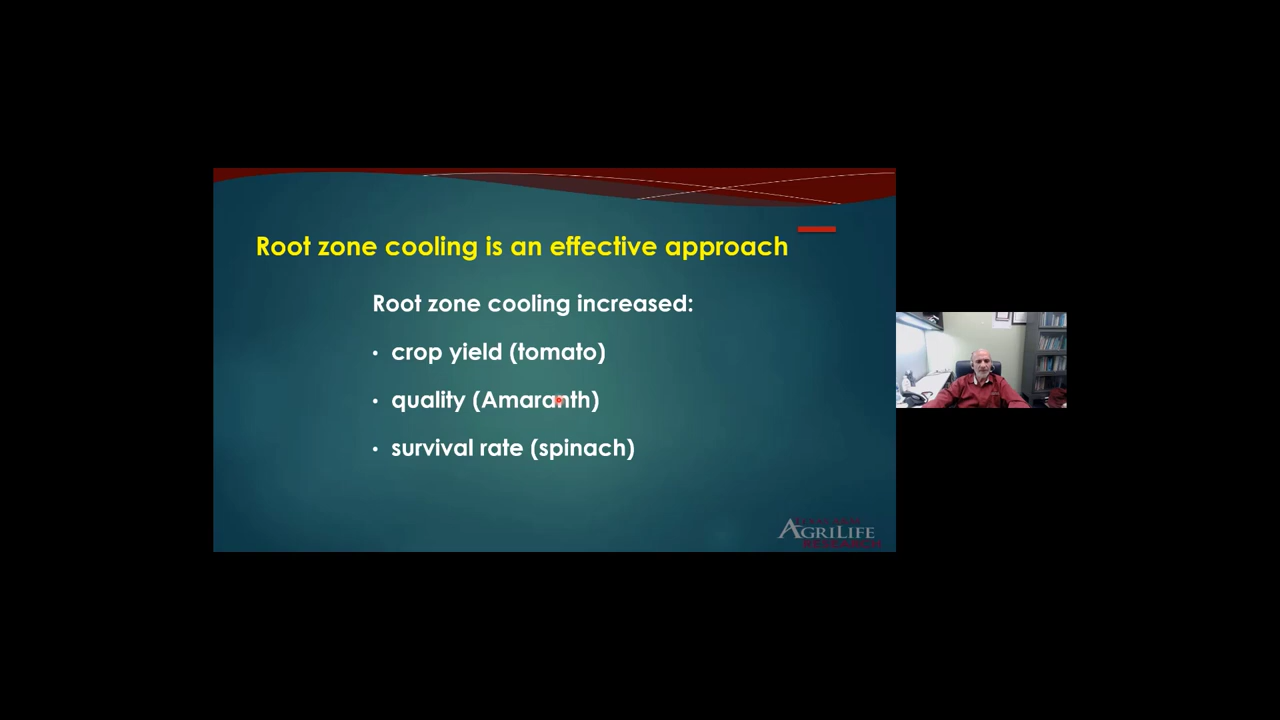 Root zone cooling is an effective approach
Root zone cooling increased:
• crop yield (tomato)
• quality (Amaranth)
• survival rate (spinach)
AGRILIFE
RESEARCH